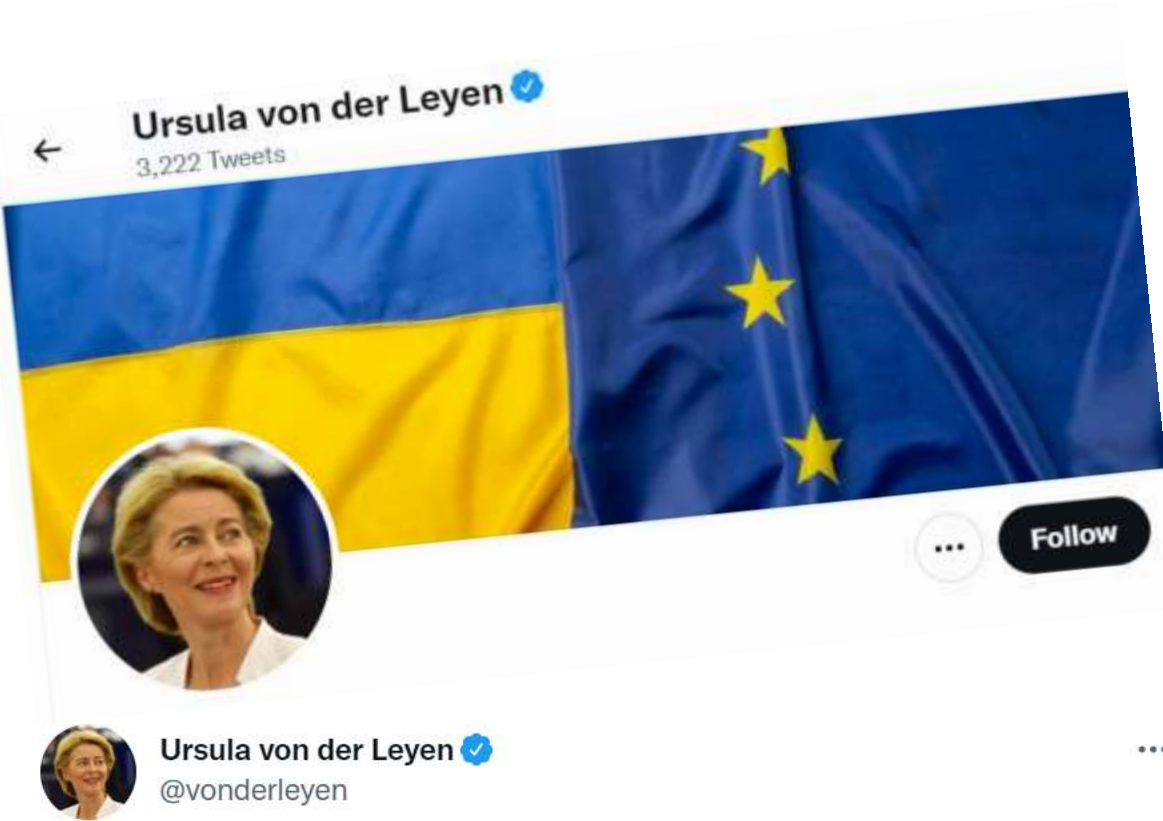 Ursula von der Leyen
3,222 Tweets
Follow
Ursula von der Leyen
@vonderleyen